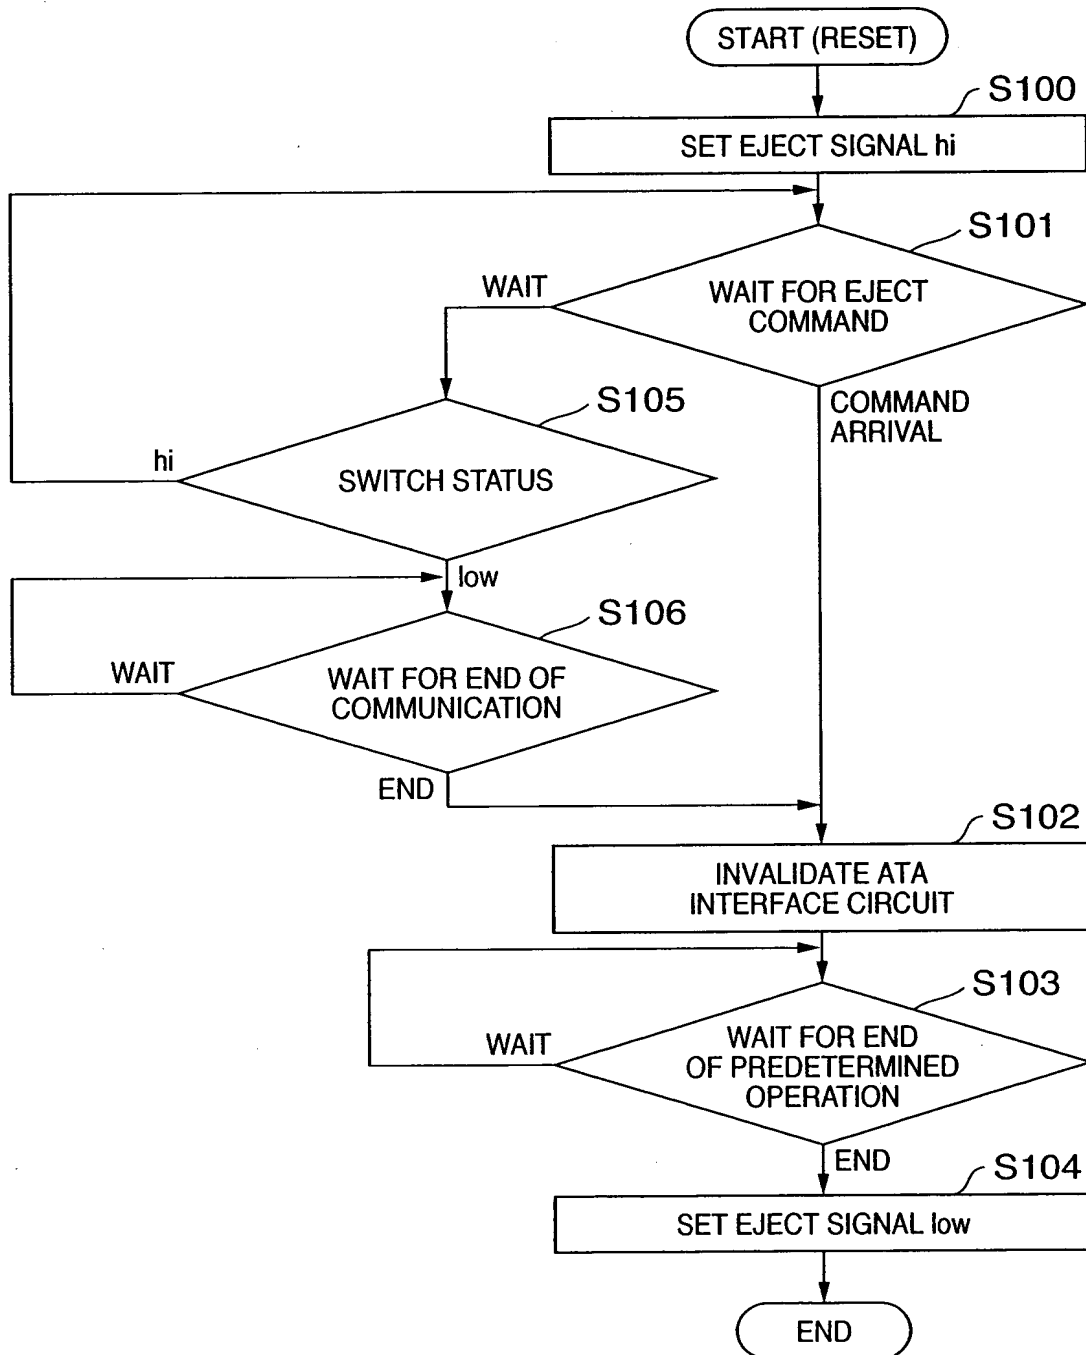 START (RESET)
S100
SET EJECT SIGNAL hi
S101
WAIT
WAIT FOR EJECT
COMMAND
COMMAND
ARRIVAL
S105
hi
SWITCH STATUS
low
S106
WAIT
WAIT FOR END OF
COMMUNICATION
END
S102
INVALIDATE ATA
INTERFACE CIRCUIT
S103
WAIT
WAIT FOR END
OF PREDETERMINED
OPERATION
END
S104
SET EJECT SIGNAL low
END